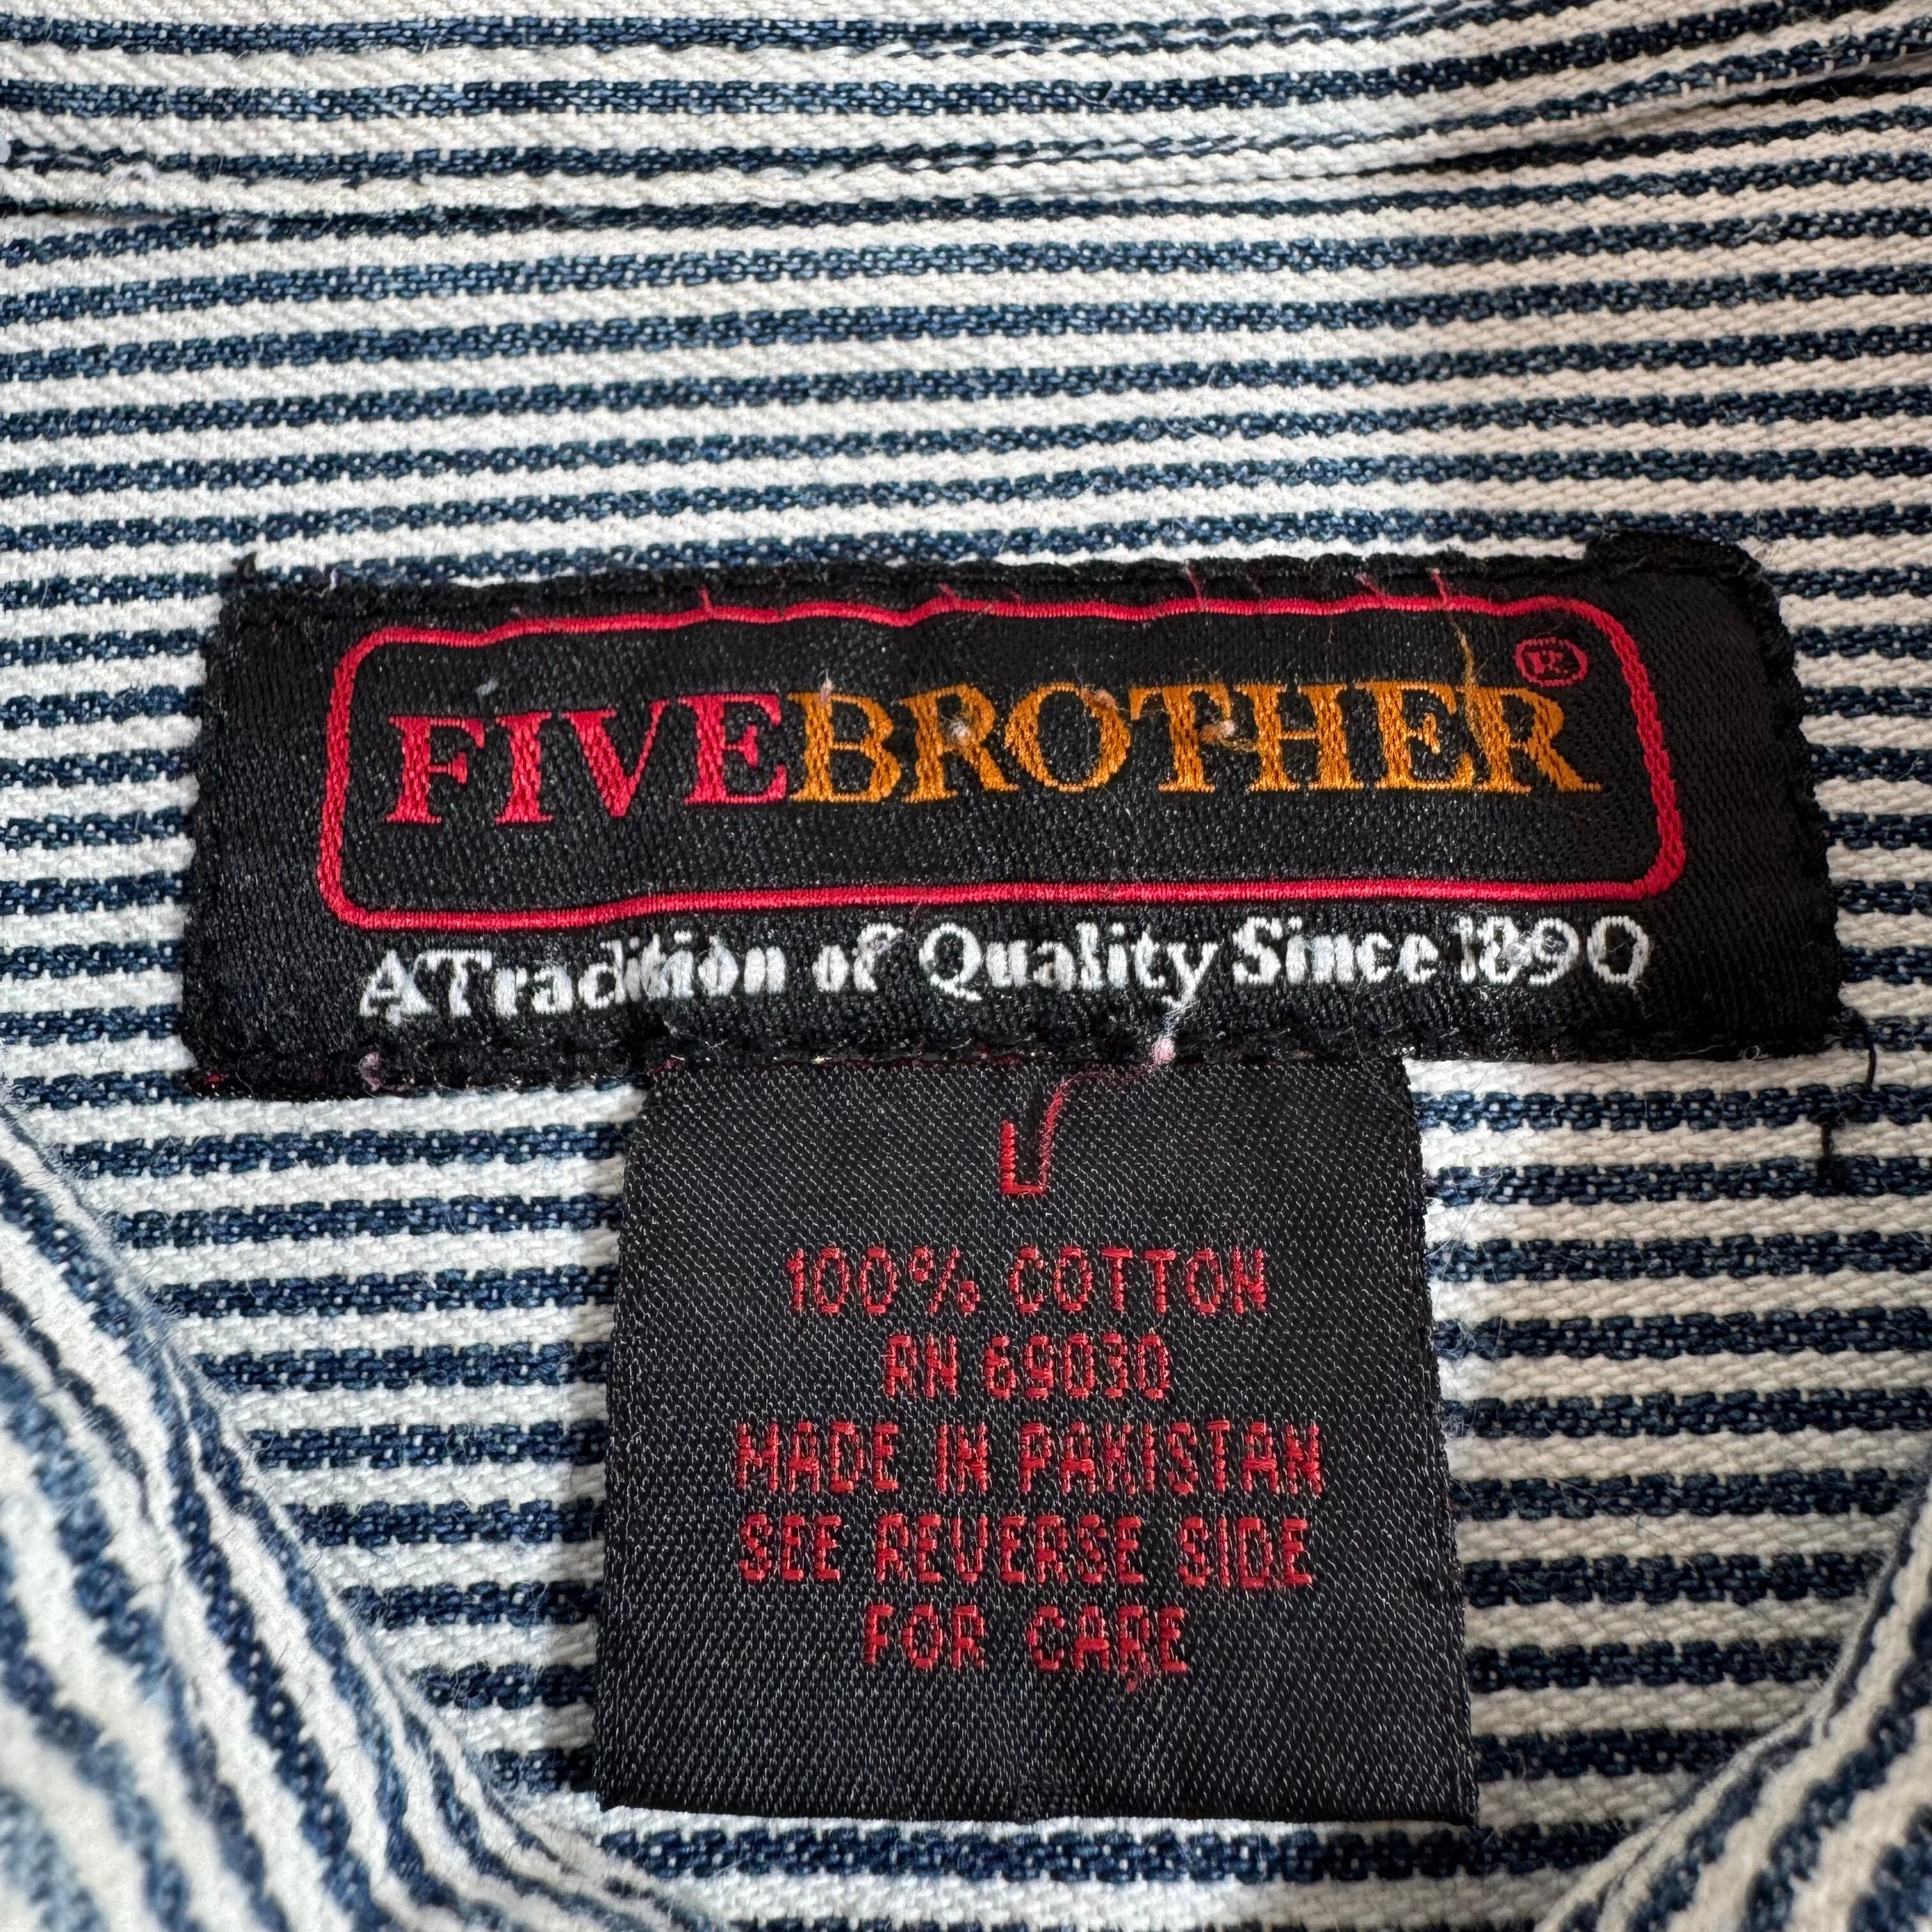 FIVEBROTHER®
A Tradition of Quality Since 1890
L
100% COTTON
RN 69030
MADE IN PAKISTAN
SEE REVERSE SIDE
FOR CARE